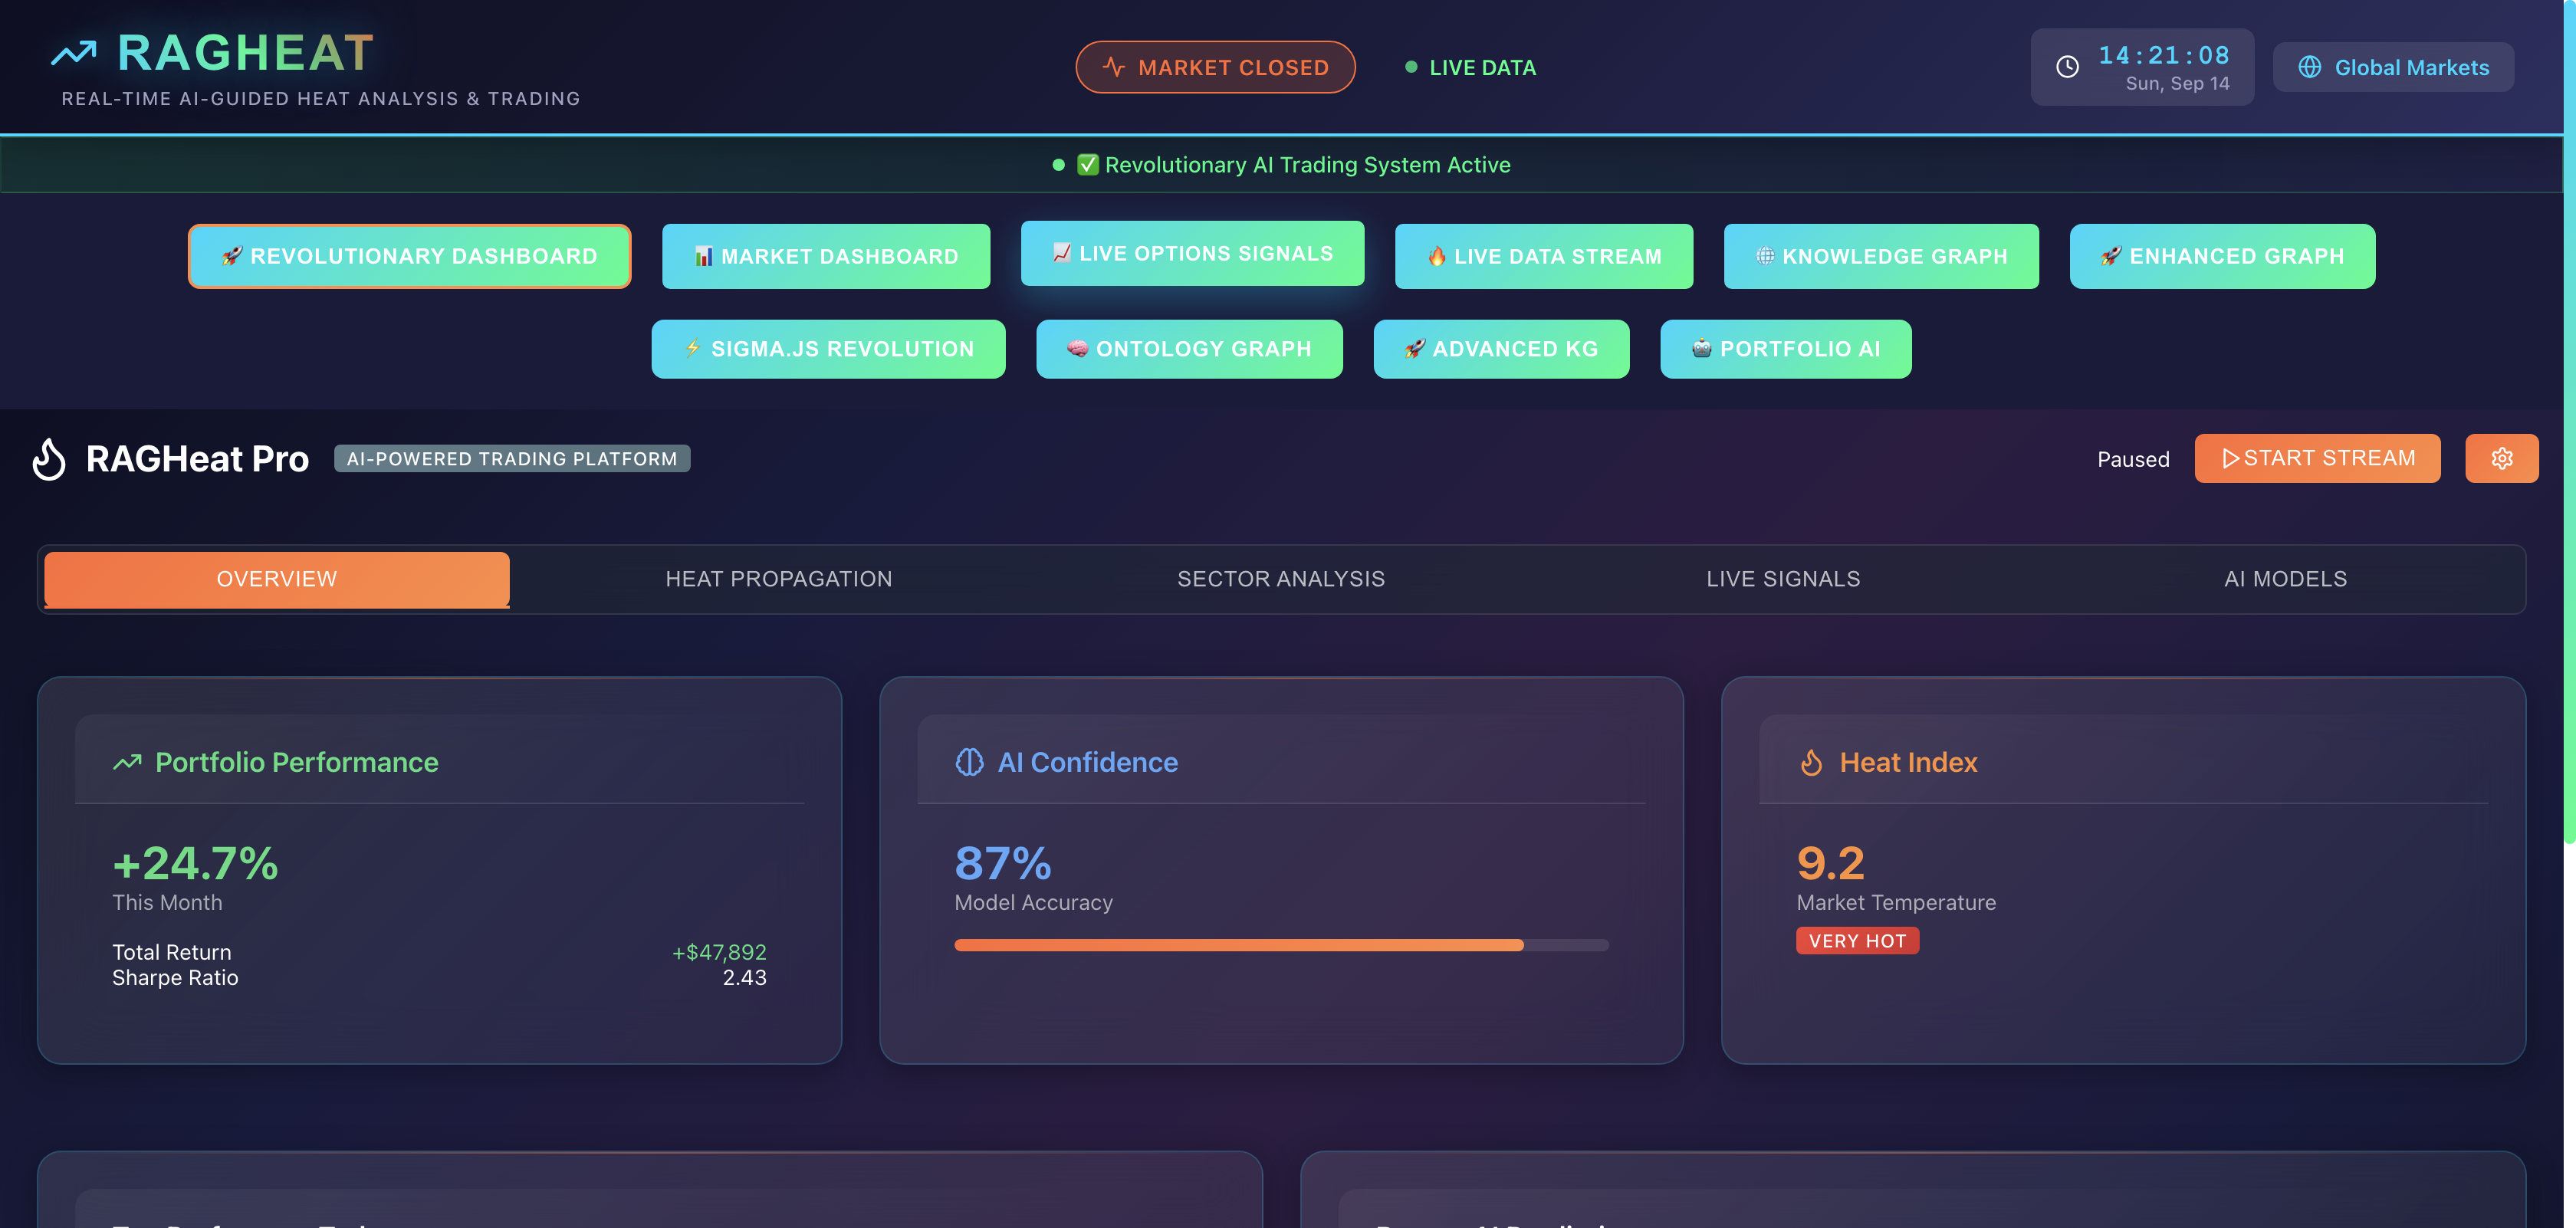 RAGHEAT
REAL-TIME AI-GUIDED HEAT ANALYSIS & TRADING
MARKET CLOSED
LIVE DATA
14:21:08
Sun, Sep 14
Global Markets
✅ Revolutionary AI Trading System Active
🚀 REVOLUTIONARY DASHBOARD
📊 MARKET DASHBOARD
📈 LIVE OPTIONS SIGNALS
🔥 LIVE DATA STREAM
🌐 KNOWLEDGE GRAPH
🚀 ENHANCED GRAPH
⚡ SIGMA.JS REVOLUTION
🧠 ONTOLOGY GRAPH
🚀 ADVANCED KG
🤖 PORTFOLIO AI
RAGHeat Pro
AI-POWERED TRADING PLATFORM
Paused
START STREAM
OVERVIEW
HEAT PROPAGATION
SECTOR ANALYSIS
LIVE SIGNALS
AI MODELS
Portfolio Performance
+24.7%
This Month
Total Return +$47,892
Sharpe Ratio 2.43
AI Confidence
87%
Model Accuracy
Heat Index
9.2
Market Temperature
VERY HOT